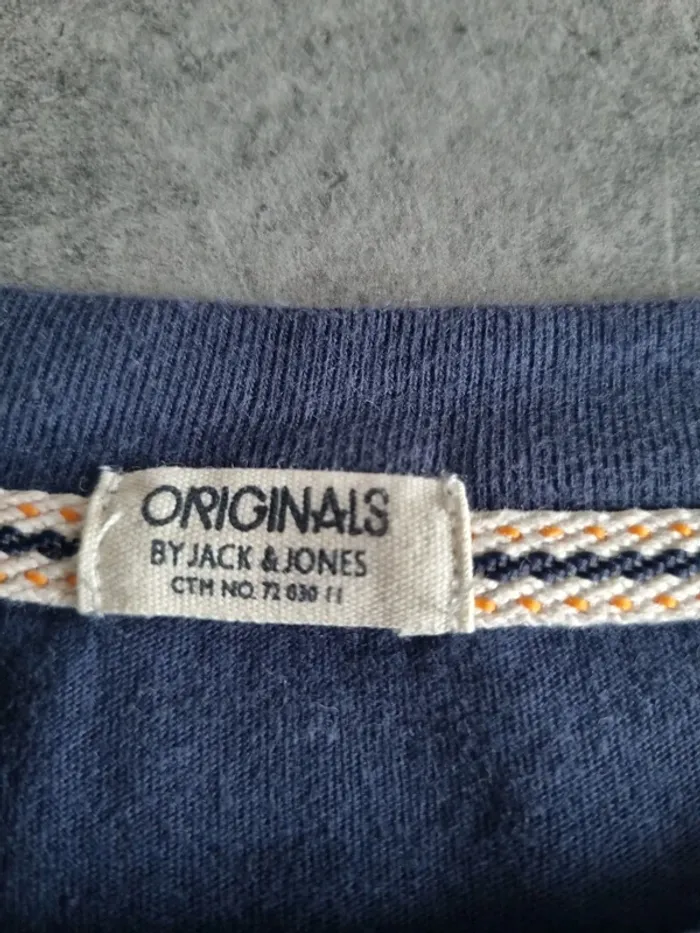 ORIGINALS
BY JACK & JONES
CTM NO. 72 030 11